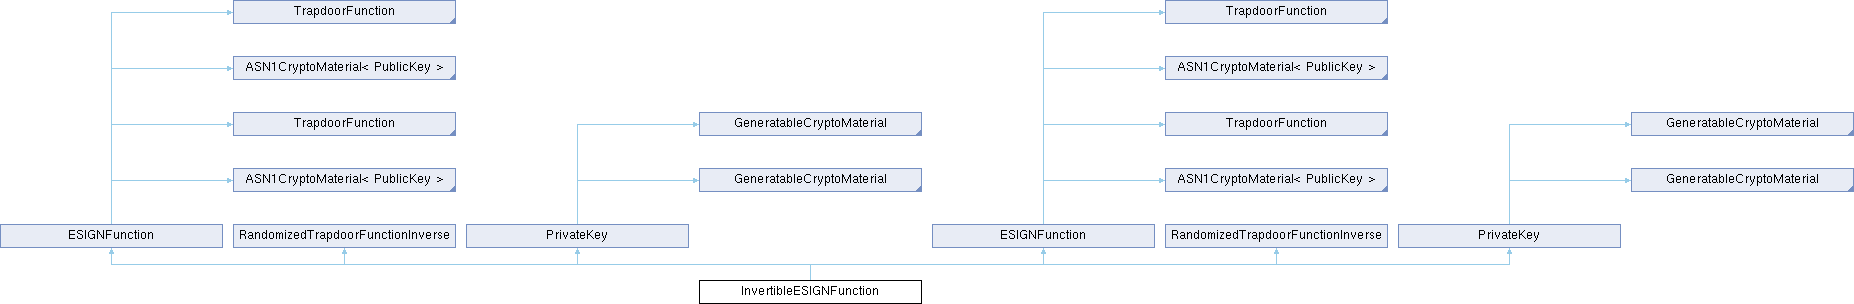 TrapdoorFunction TrapdoorFunction
ASN1CryptoMaterial< PublicKey > ASN1CryptoMaterial< PublicKey >
TrapdoorFunction GeneratableCryptoMaterial TrapdoorFunction GeneratableCryptoMaterial
ASN1CryptoMaterial< PublicKey > GeneratableCryptoMaterial ASN1CryptoMaterial< PublicKey > GeneratableCryptoMaterial
ESIGNFunction RandomizedTrapdoorFunctionInverse PrivateKey ESIGNFunction RandomizedTrapdoorFunctionInverse PrivateKey
InvertibleESIGNFunction